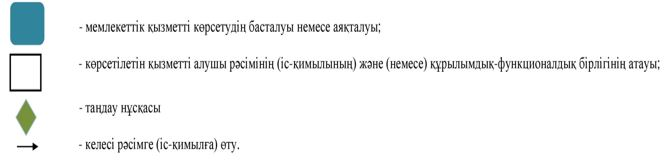 - мемлекеттік қызметті көрсетудің басталуы немесе аяқталуы;
- көрсетілетін қызметті алушы рәсімінің (іс-қимылының) және (немесе) құрылымдық-функционалдық бірлігінің атауы;
- таңдау нұсқасы
- келесі рәсімге (іс-қимылға) өту.